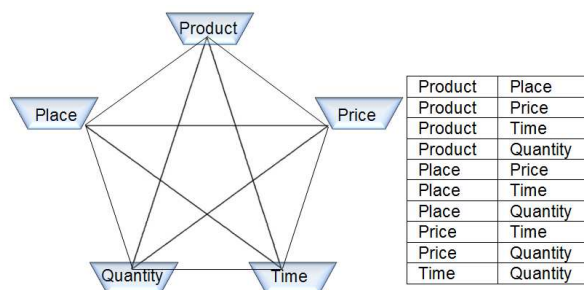 Product
Place
Price
Quantity
Time
Product Place
Product Price
Product Time
Product Quantity
Place Price
Place Time
Place Quantity
Price Time
Price Quantity
Time Quantity